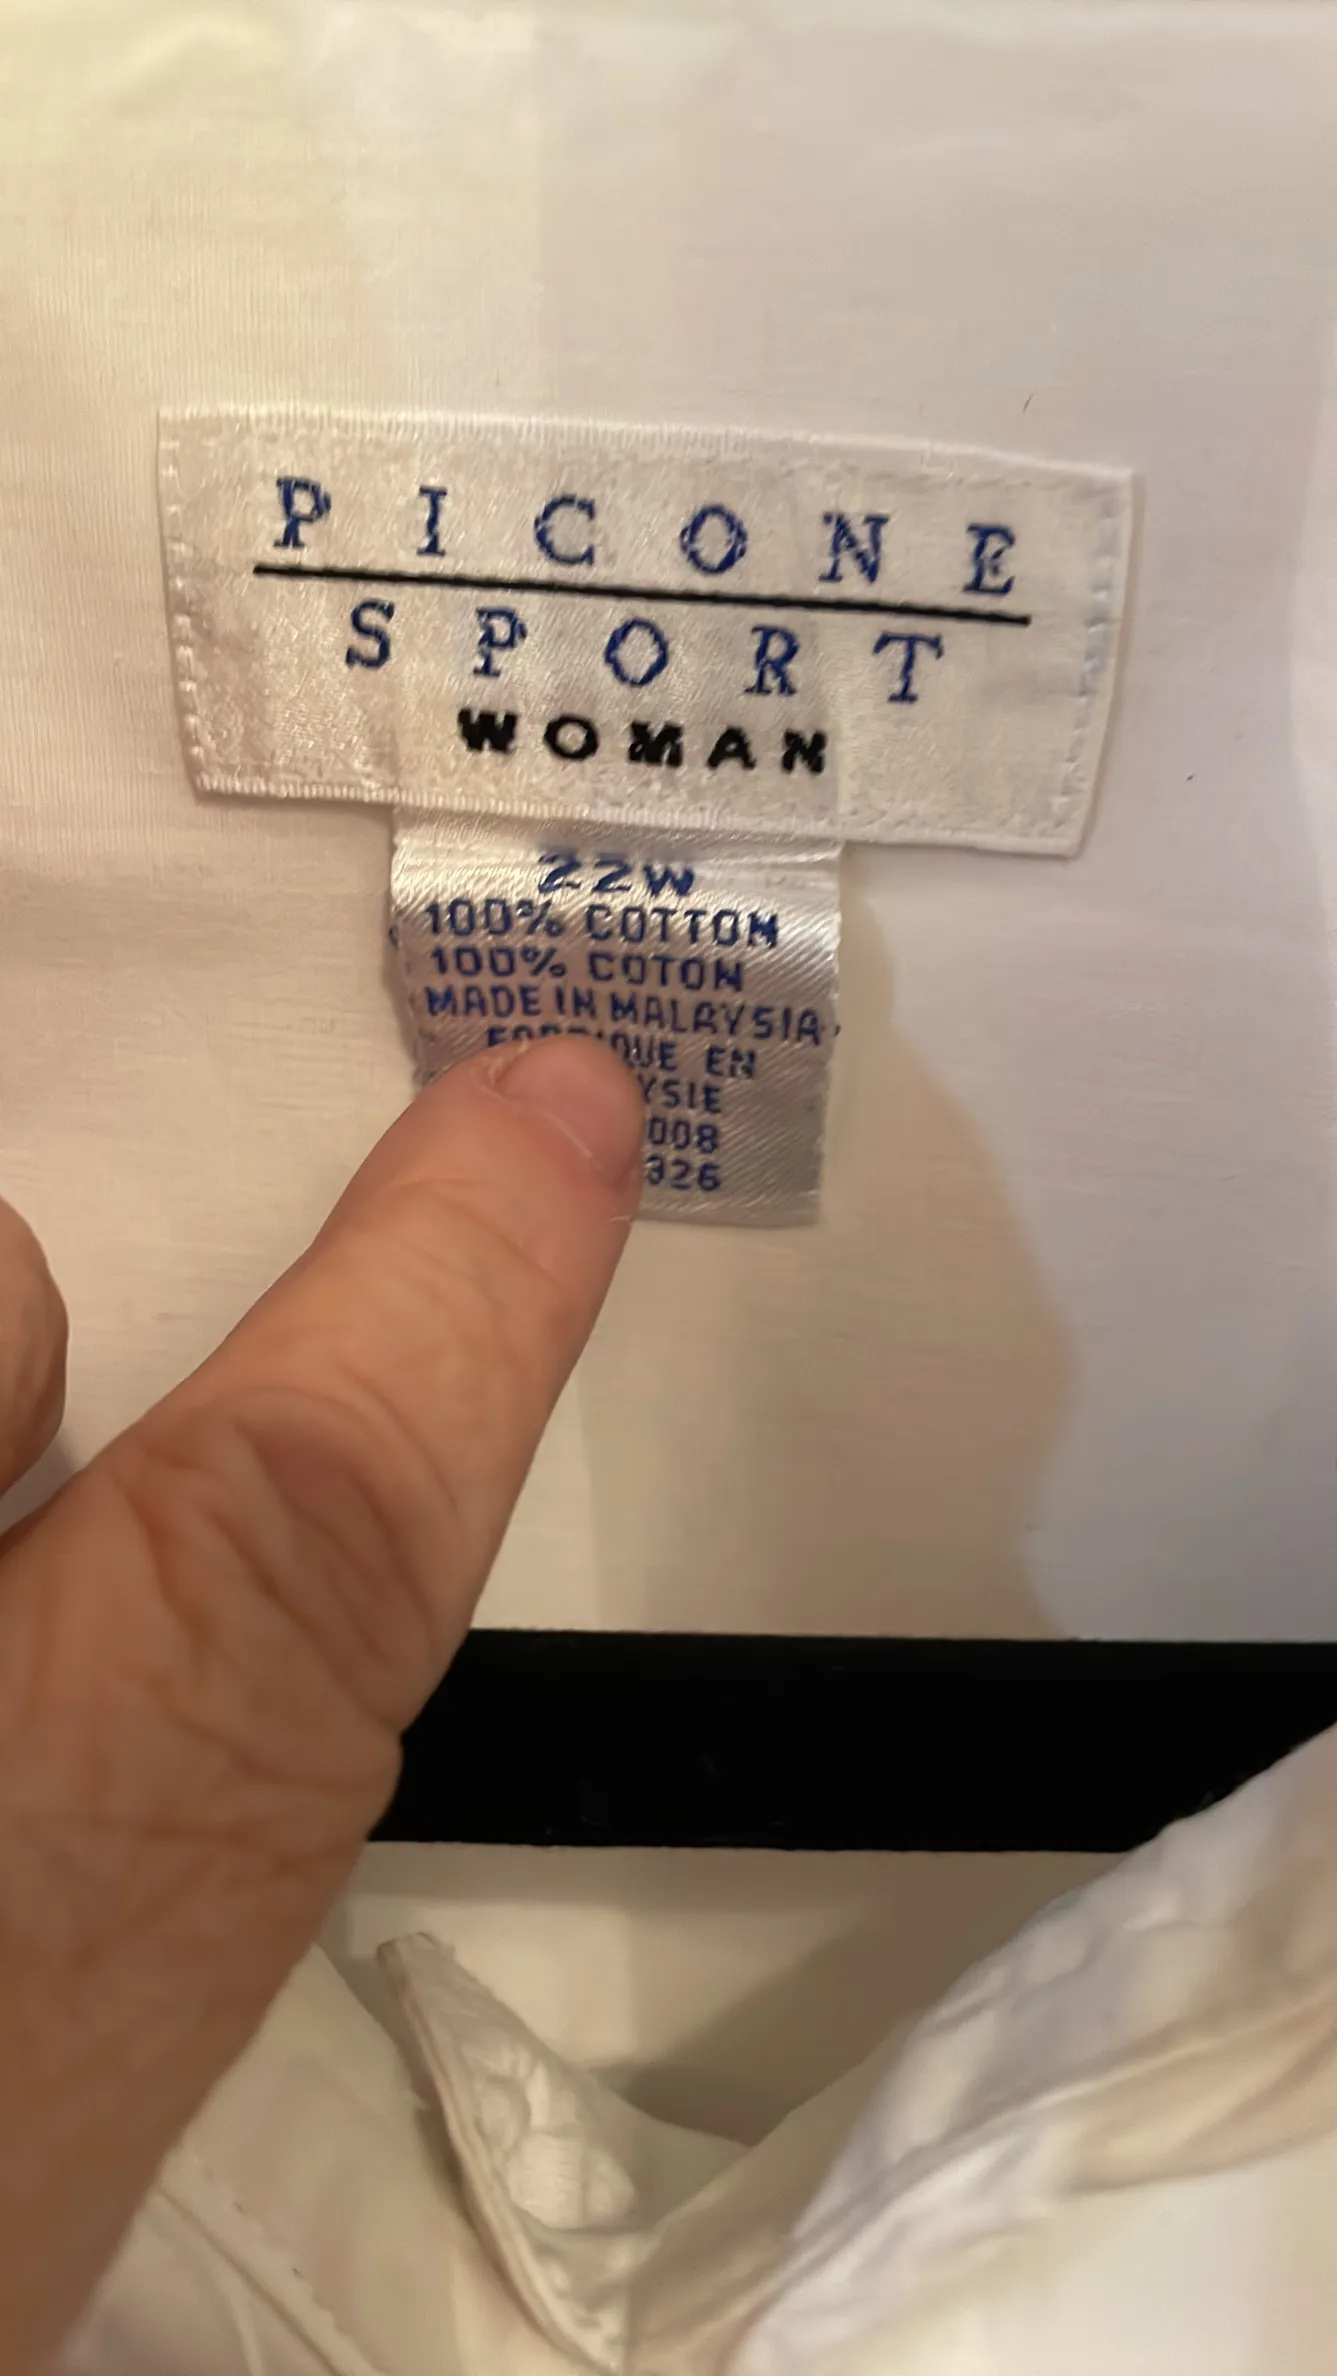 PICONE
SPORT
WOMAN
22W
100% COTTON
100% COTON
MADE IN MALAYSIA
EN